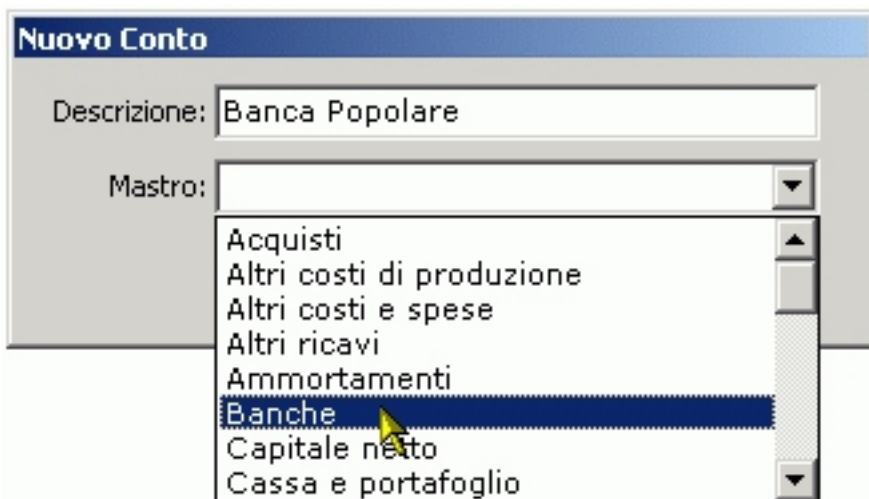 Nuovo Conto
Descrizione: Banca Popolare
Mastro:
Acquisti
Altri costi di produzione
Altri costi e spese
Altri ricavi
Ammortamenti
Banche
Capitale netto
Cassa e portafoglio